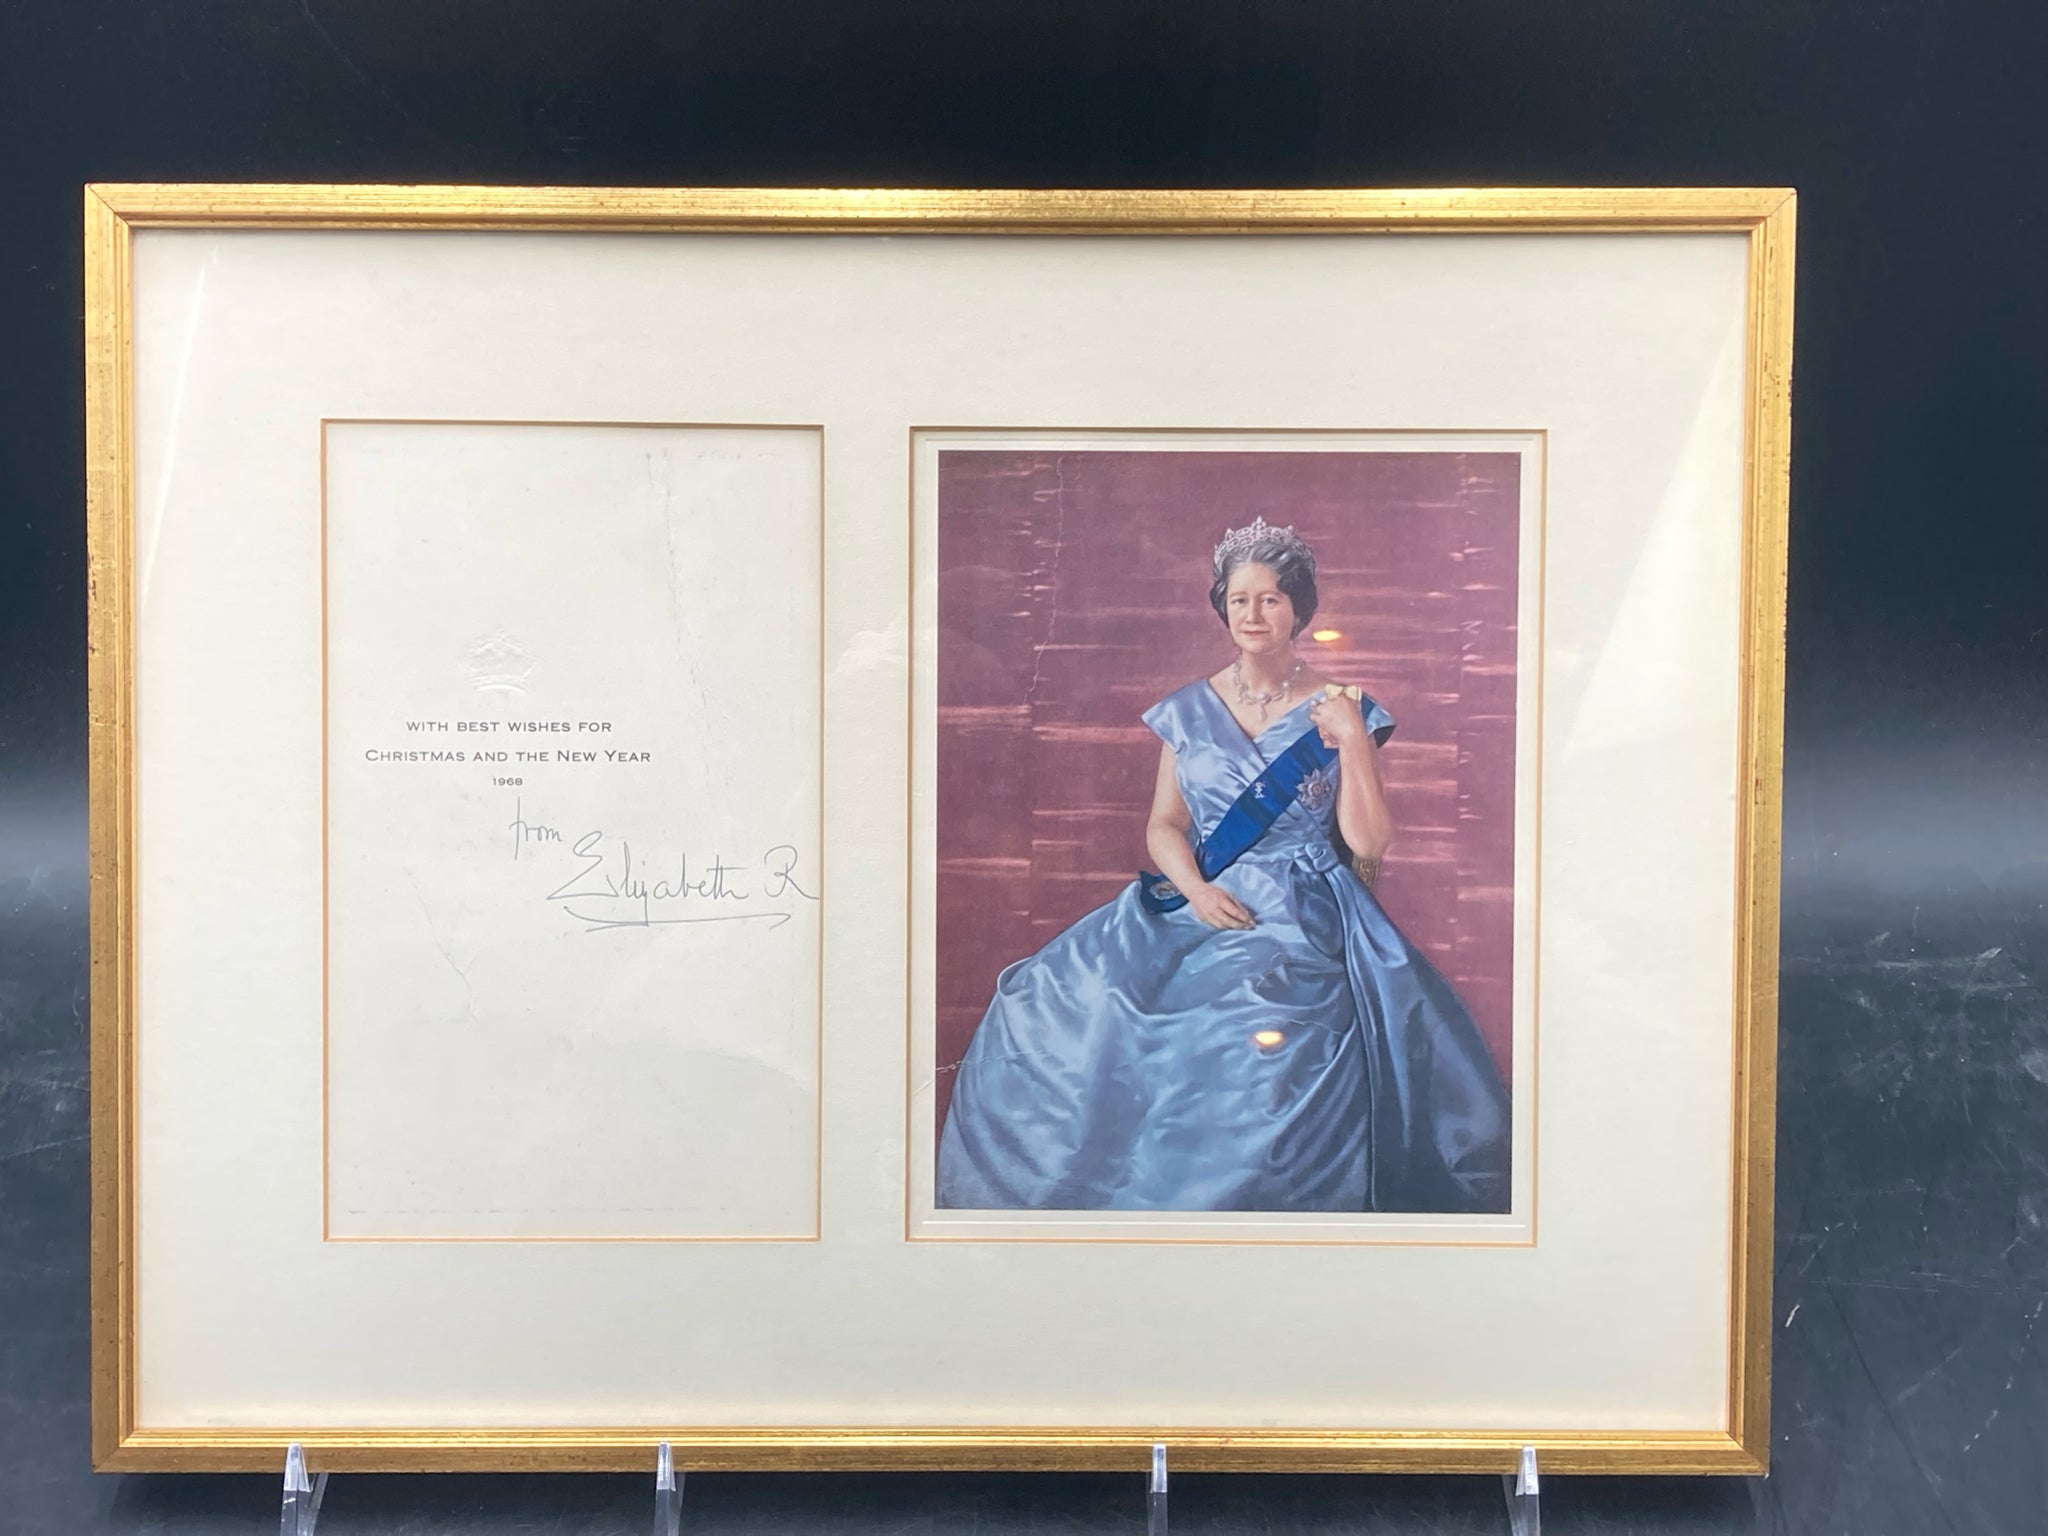 WITH BEST WISHES FOR
CHRISTMAS AND THE NEW YEAR
1968
from
Elizabeth R